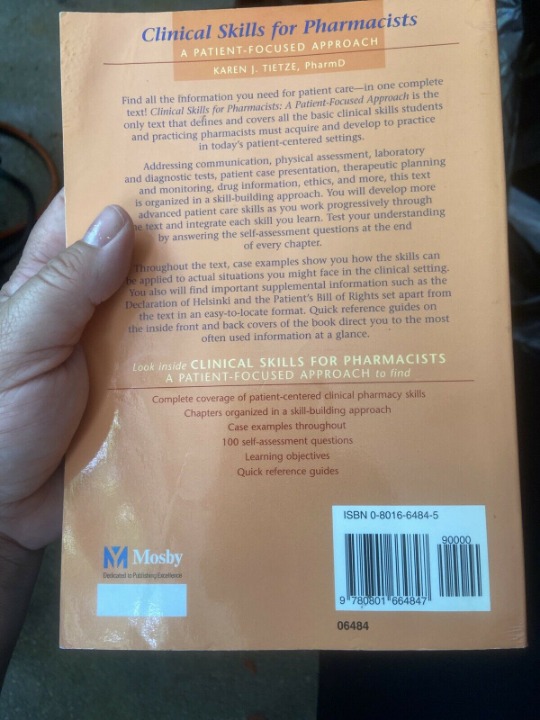 Clinical Skills for Pharmacists
A PATIENT-FOCUSED APPROACH
KAREN J. TIETZE, PharmD
Find all the information you need for patient care—in one complete
text! Clinical Skills for Pharmacists: A Patient-Focused Approach is the
only text that defines and covers all the basic clinical skills students
and practicing pharmacists must acquire and develop to practice
in today's patient-centered settings.
Addressing communication, physical assessment, laboratory
and diagnostic tests, patient case presentation, therapeutic planning
and monitoring, drug information, ethics, and more, this text
is organized in a skill-building approach. You will develop more
advanced patient care skills as you work progressively through
text and integrate each skill you learn. Test your understanding
by answering the self-assessment questions at the end
of every chapter.
Throughout the text, case examples show you how the skills can
be applied to actual situations you might face in the clinical setting.
You also will find important supplemental information such as the
Declaration of Helsinki and the Patient's Bill of Rights set apart from
the text in an easy-to-locate format. Quick reference guides on
the inside front and back covers of the book direct you to the most
often used information at a glance.
Look inside CLINICAL SKILLS FOR PHARMACISTS
A PATIENT-FOCUSED APPROACH to find
Complete coverage of patient-centered clinical pharmacy skills
Chapters organized in a skill-building approach
Case examples throughout
100 self-assessment questions
Learning objectives
Quick reference guides
ISBN 0-8016-6484-5
90000
9 780801 664847
06484
Mosby
Dedicated to Publishing Excellence